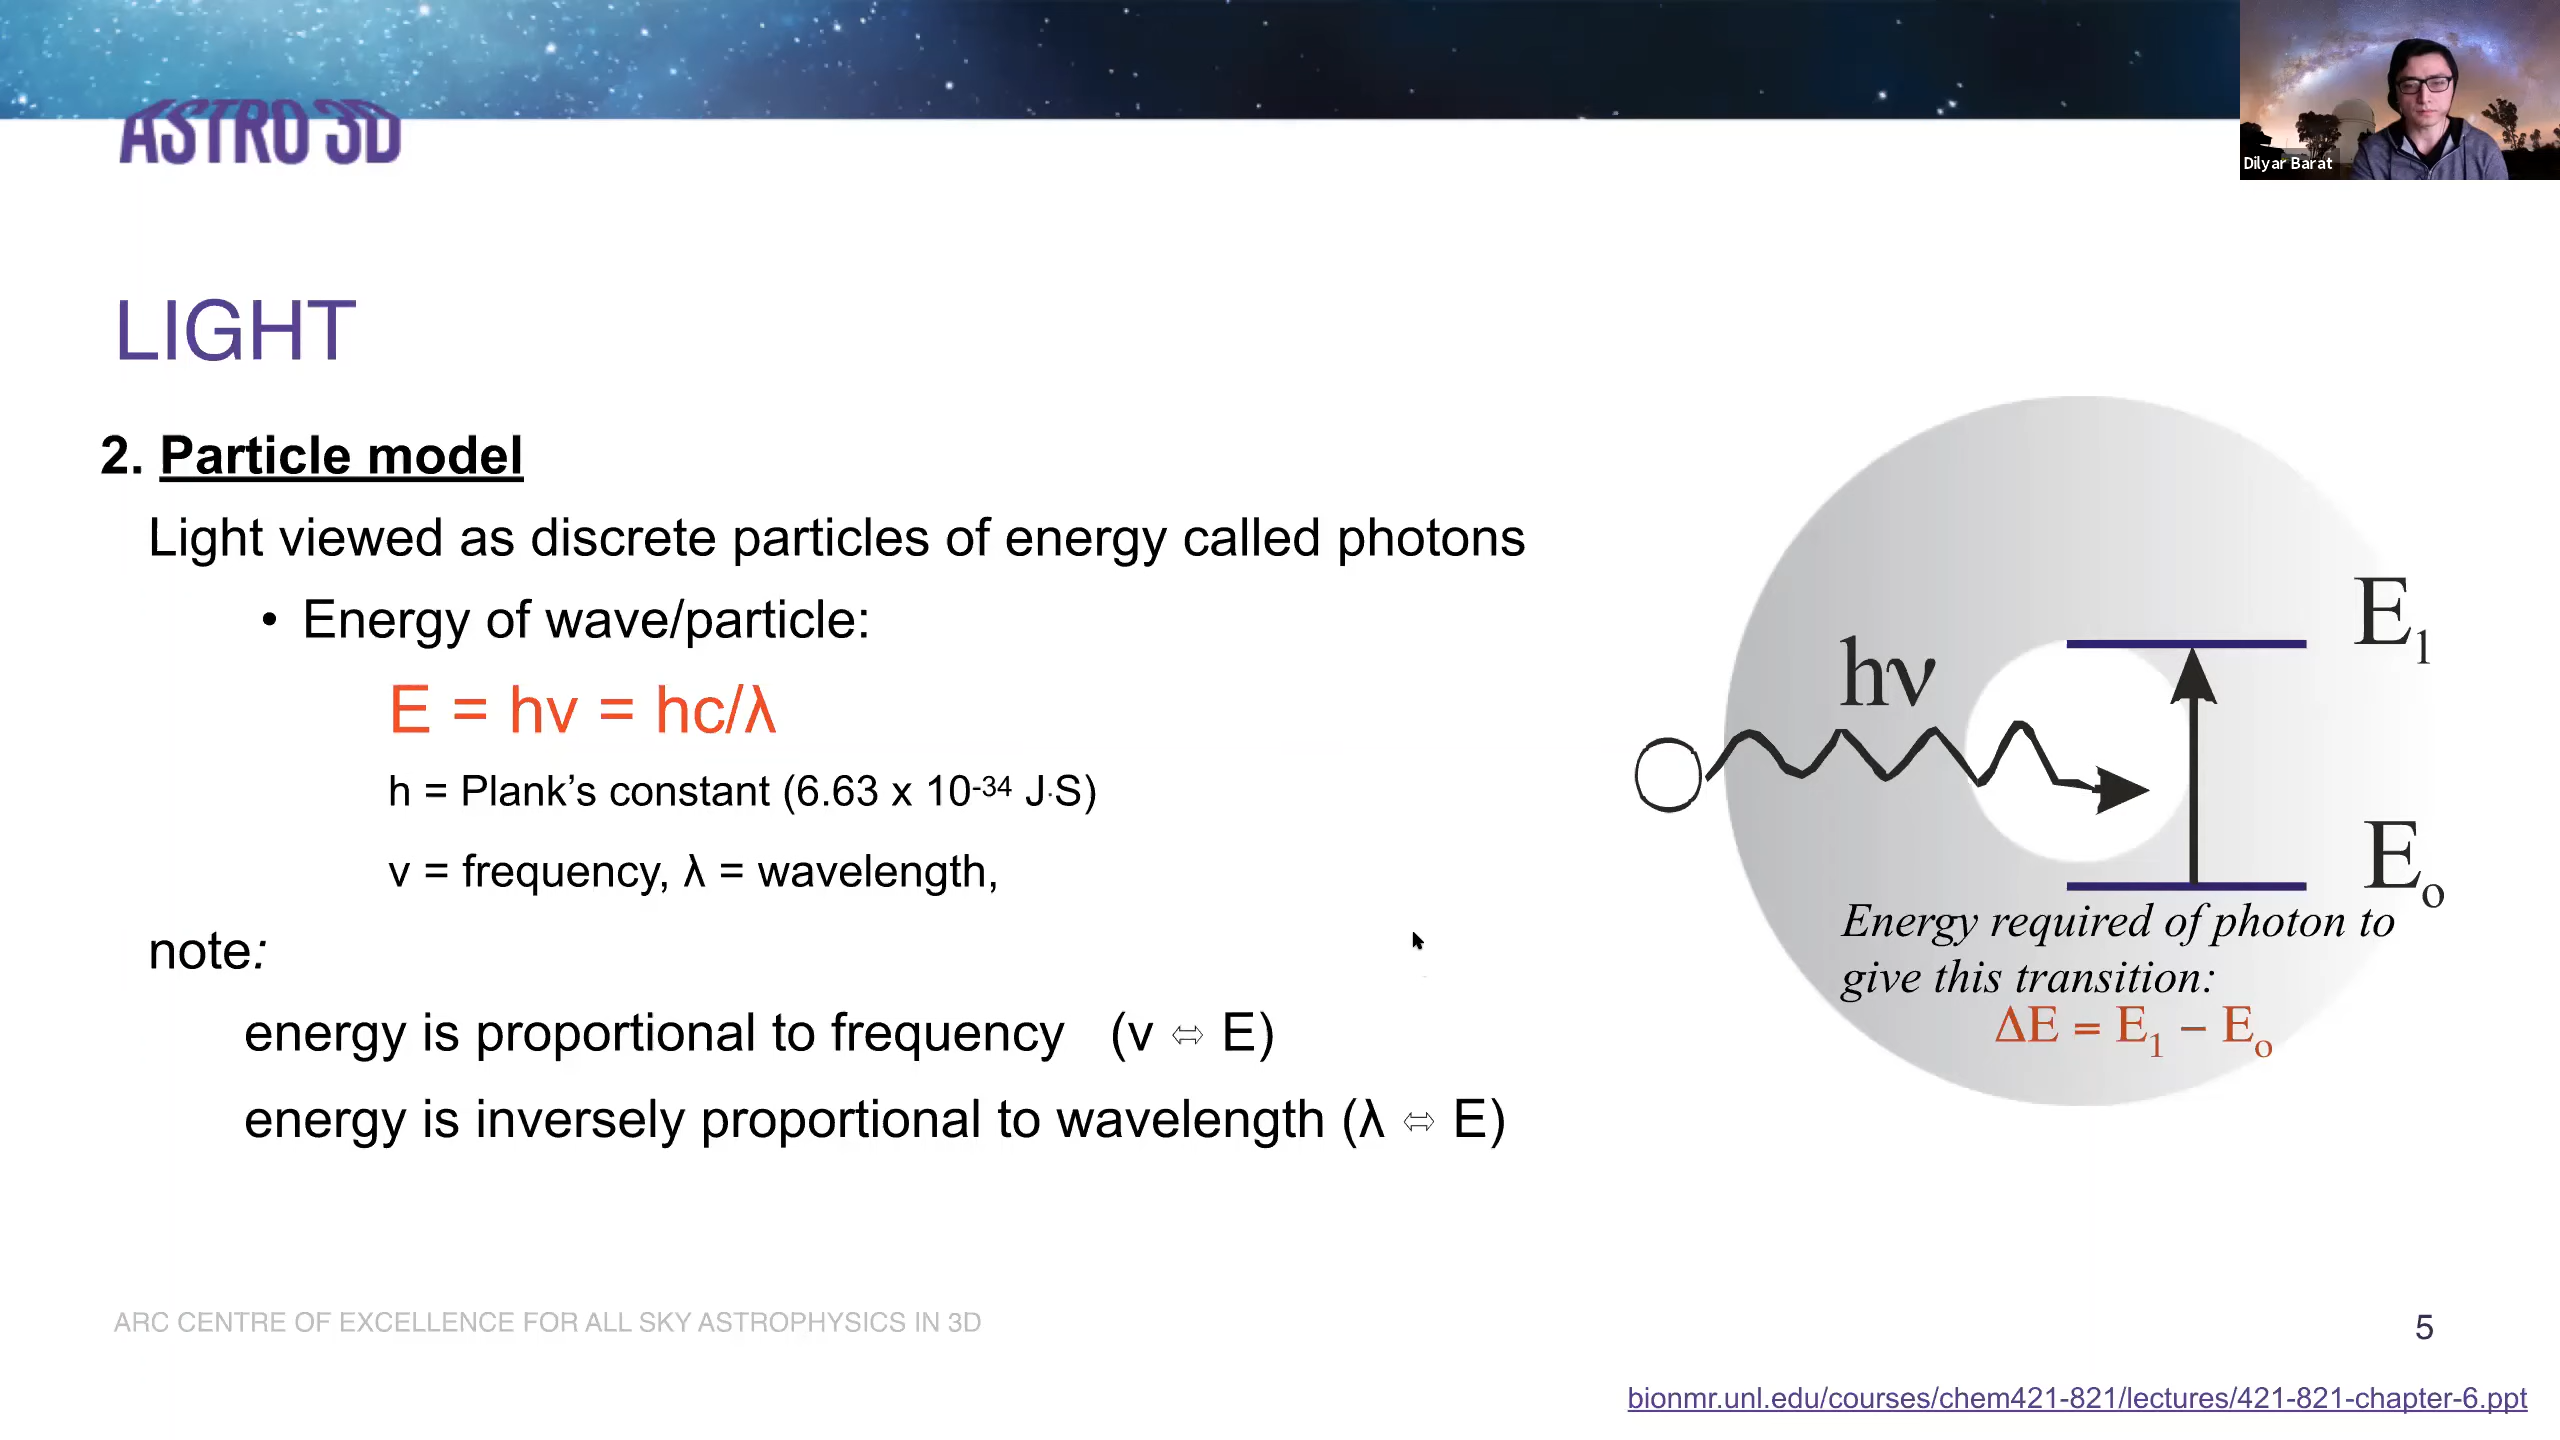 ASTRO 3D
Dilyar Barat
LIGHT
2. Particle model
Light viewed as discrete particles of energy called photons
• Energy of wave/particle:
E = hν = hc/λ
h = Plank’s constant (6.63 x 10-34 J·S)
ν = frequency, λ = wavelength,
note:
energy is proportional to frequency (ν ⇔ E)
energy is inversely proportional to wavelength (λ ⇔ E)
E1
hν
Eo
Energy required of photon to
give this transition:
ΔE = E1 – Eo
ARC CENTRE OF EXCELLENCE FOR ALL SKY ASTROPHYSICS IN 3D
5
bionmr.unl.edu/courses/chem421-821/lectures/421-821-chapter-6.ppt